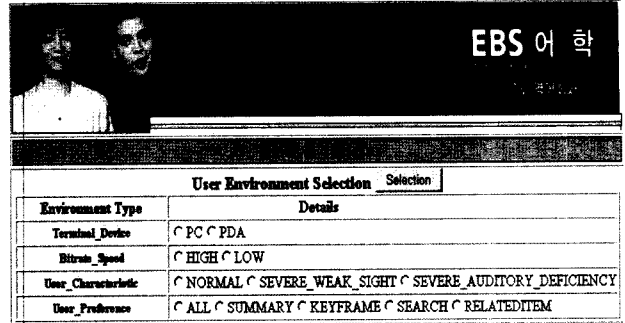 EBS 어 학
User Environment Selection Selection
Environment Type Details
Terminal_Device PC PDA
Bitrate_Speed HIGH LOW
User_Characteristic NORMAL SEVERE_WEAK_SIGHT SEVERE_AUDITORY_DEFICIENCY
User_Preference ALL SUMMARY KEYFRAME SEARCH RELATEDITEM